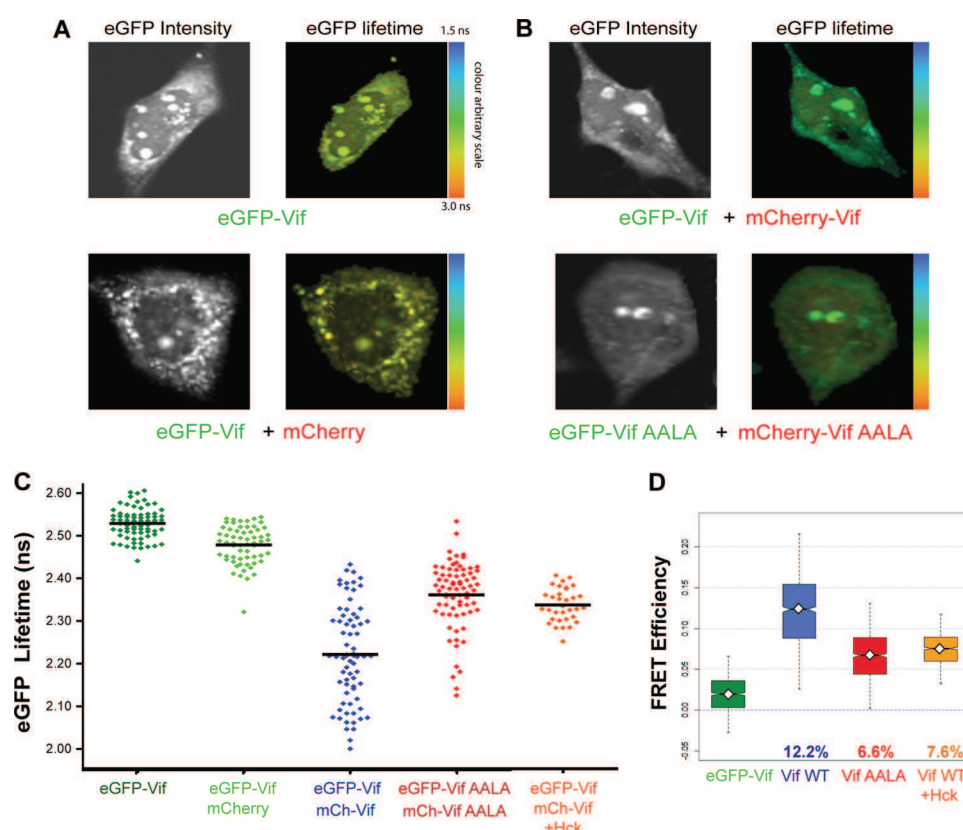 A
eGFP Intensity
eGFP lifetime
1.5 ns
colour arbitrary scale
3.0 ns
eGFP-Vif
eGFP-Vif + mCherry
B
eGFP Intensity
eGFP lifetime
eGFP-Vif + mCherry-Vif
eGFP-Vif AALA + mCherry-Vif AALA
C
eGFP Lifetime (ns)
2.60
2.50
2.40
2.30
2.20
2.10
2.00
eGFP-Vif
eGFP-Vif
mCherry
eGFP-Vif
mCh-Vif
eGFP-Vif AALA
mCh-Vif AALA
eGFP-Vif
mCh-Vif
+Hck
D
FRET Efficiency
0.20
0.15
0.10
0.05
0.00
-0.05
12.2%
6.6%
7.6%
eGFP-Vif
Vif WT
Vif AALA
Vif WT
+Hck